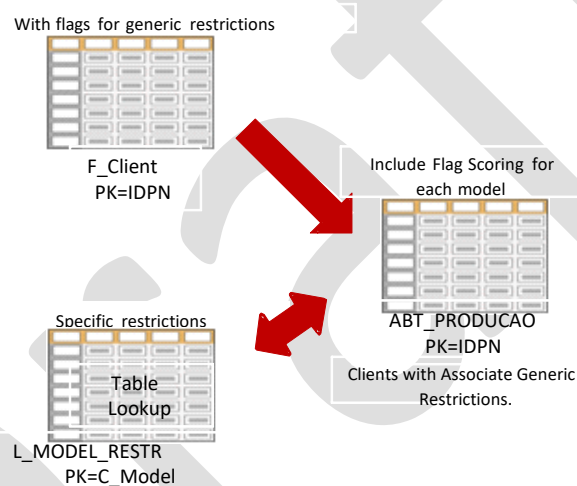 With flags for generic restrictions
F_Client
PK=IDPN
Include Flag Scoring for
each model
ABT_PRODUCAO
PK=IDPN
Clients with Associate Generic
Restrictions.
Specific restrictions
Table
Lookup
L_MODEL_RESTR
PK=C_Model